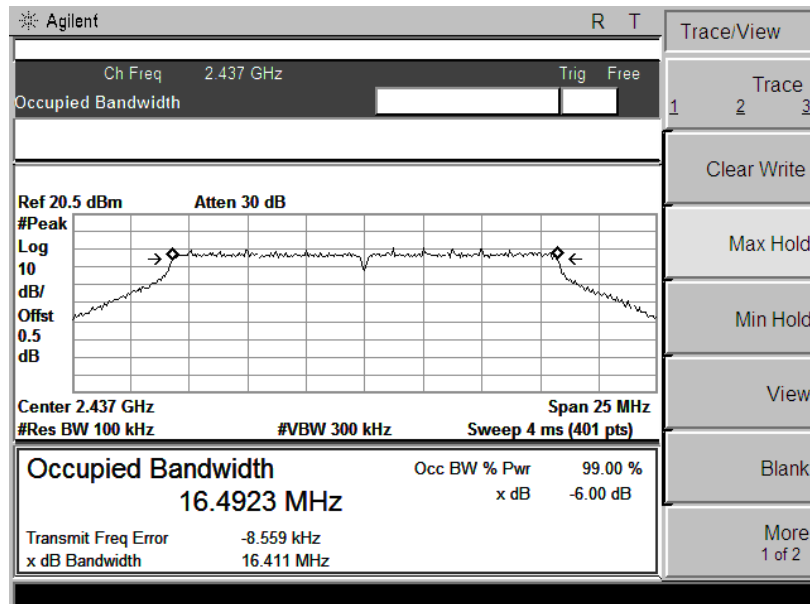 Agilent R T
Trace/View
Ch Freq 2.437 GHz Trig Free
Occupied Bandwidth
Trace
1 2 3
Clear Write
Max Hold
Min Hold
View
Blank
More
1 of 2
Ref 20.5 dBm Atten 30 dB
#Peak
Log
10
dB/
Offst
0.5
dB
Center 2.437 GHz Span 25 MHz
#Res BW 100 kHz #VBW 300 kHz Sweep 4 ms (401 pts)
Occupied Bandwidth Occ BW % Pwr 99.00 %
16.4923 MHz x dB -6.00 dB
Transmit Freq Error -8.559 kHz
x dB Bandwidth 16.411 MHz